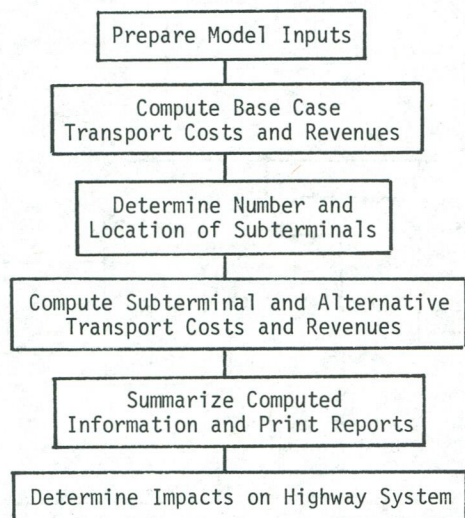 Prepare Model Inputs
Compute Base Case
Transport Costs and Revenues
Determine Number and
Location of Subterminals
Compute Subterminal and Alternative
Transport Costs and Revenues
Summarize Computed
Information and Print Reports
Determine Impacts on Highway System